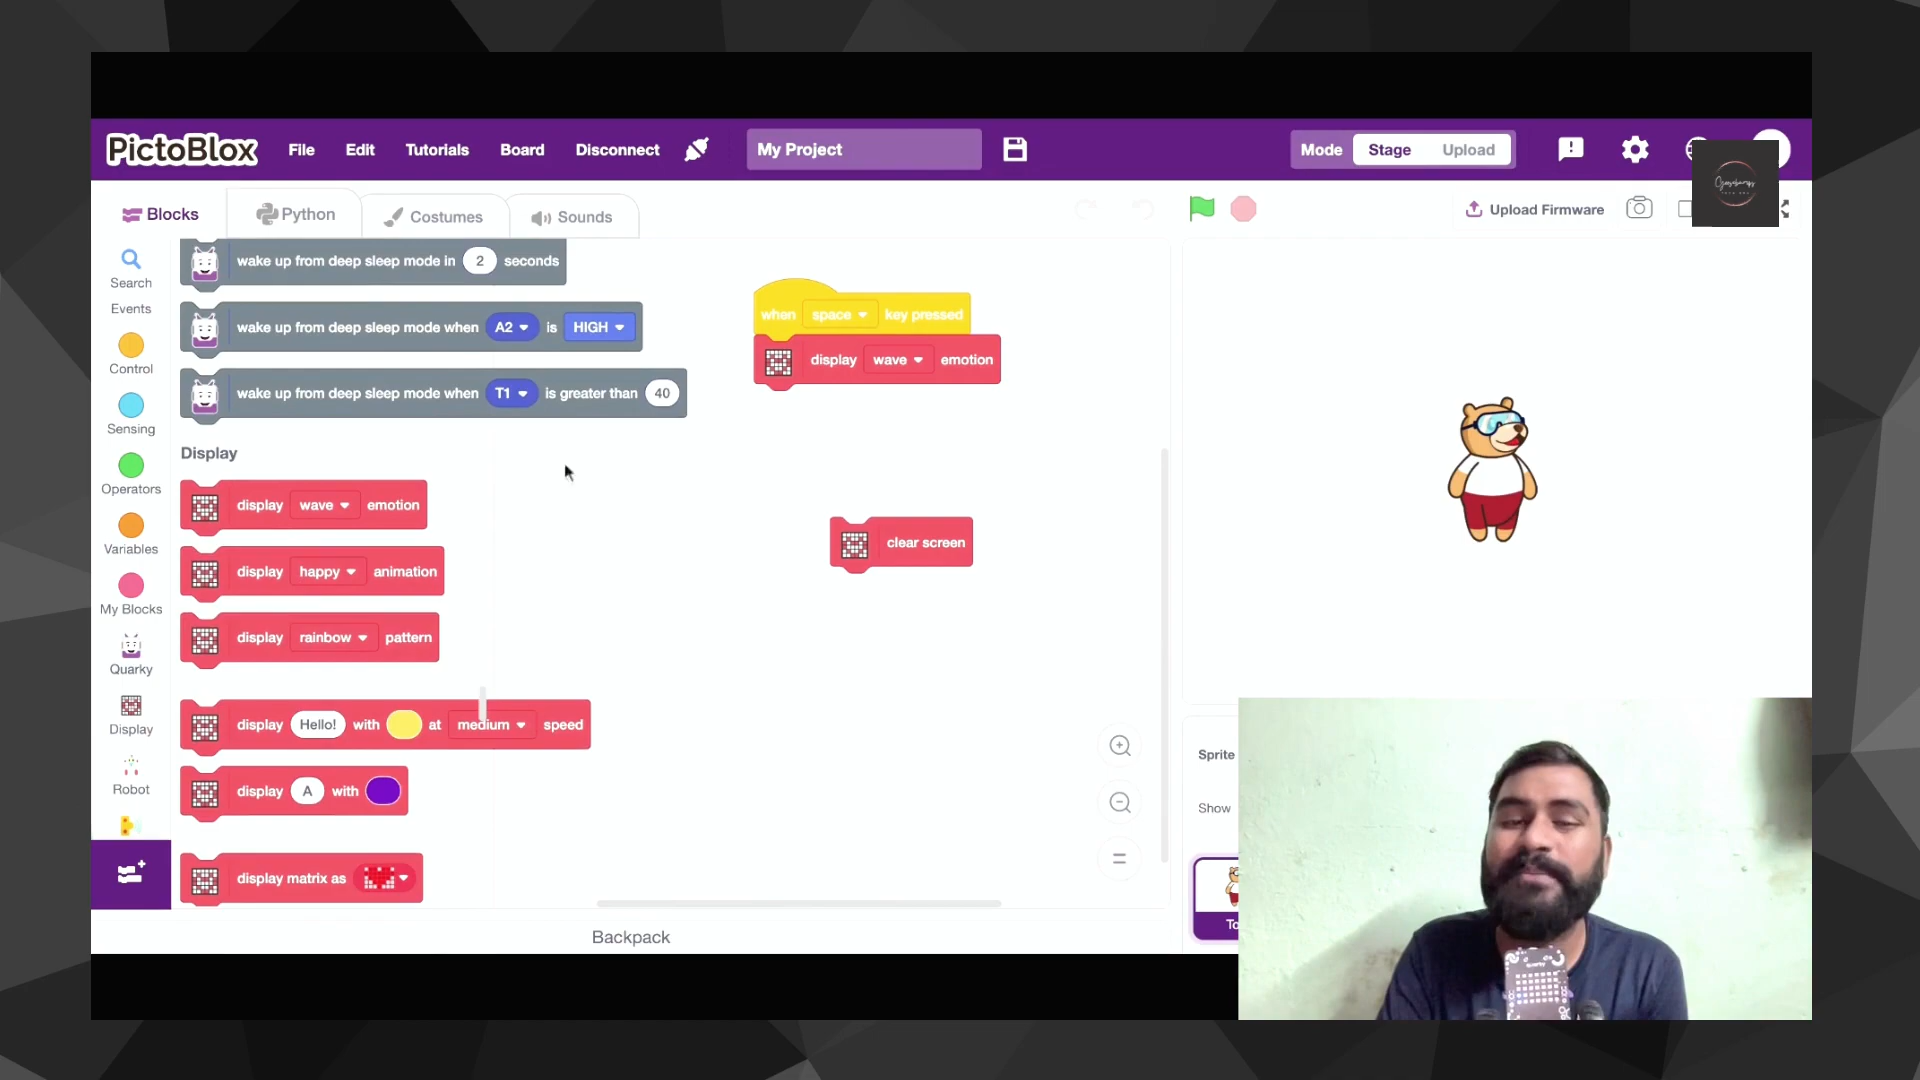 PictoBlox
File Edit Tutorials Board Disconnect My Project Mode Stage Upload
Blocks Python Costumes Sounds Upload Firmware
Search
Events
Control
Sensing
Operators
Variables
My Blocks
Quarky
Display
Robot
wake up from deep sleep mode in 2 seconds
wake up from deep sleep mode when A2 is HIGH
wake up from deep sleep mode when T1 is greater than 40
Display
display wave emotion
display happy animation
display rainbow pattern
display Hello! with at medium speed
display A with
display matrix as
when space key pressed
display wave emotion
clear screen
Sprite
Show
To
Backpack